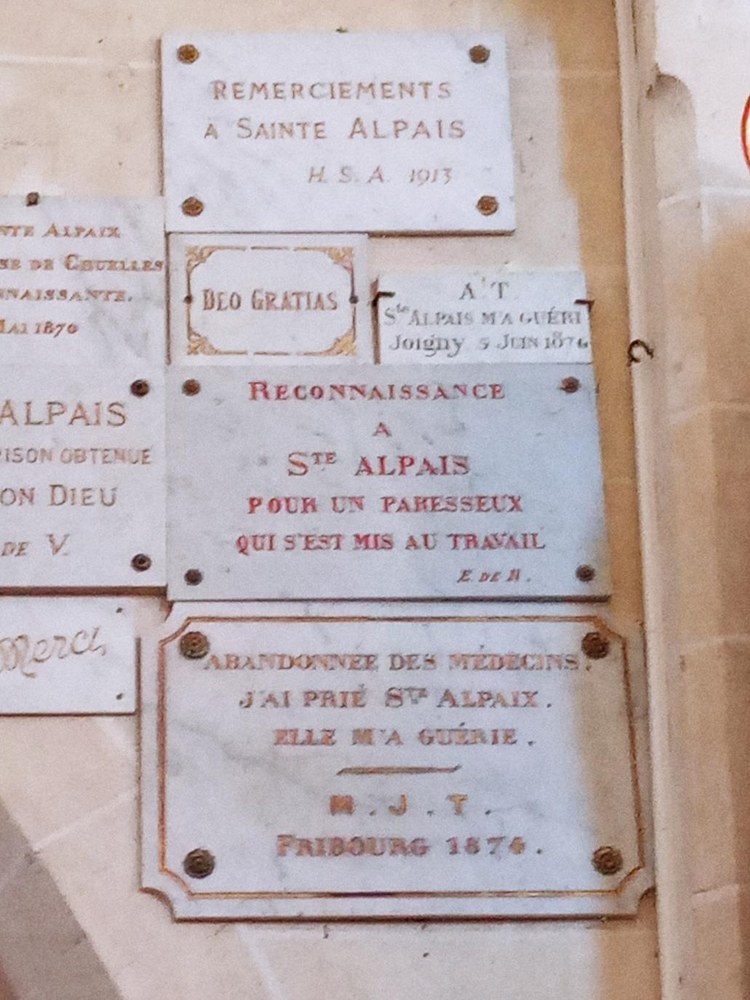 REMERCIEMENTS
À SAINTE ALPAIS
H. S. A. 1913
NTE ALPAIX
SE DE CHUELLES
NNAISSANTE.
MAI 1870
DEO GRATIAS
A. T.
Ste ALPAIS M'A GUÉRI
Joigny 5 JUIN 1874
ALPAIS
ISON OBTENUE
ON DIEU
DE V.
RECONNAISSANCE
A
STE ALPAIS
POUR UN PARESSEUX
QUI S'EST MIS AU TRAVAIL
E. DE H.
Merci
ABANDONNÉE DES MÉDECINS.
J'AI PRIÉ STE ALPAIX.
ELLE M'A GUÉRIE.
M. J. T.
FRIBOURG 1874.